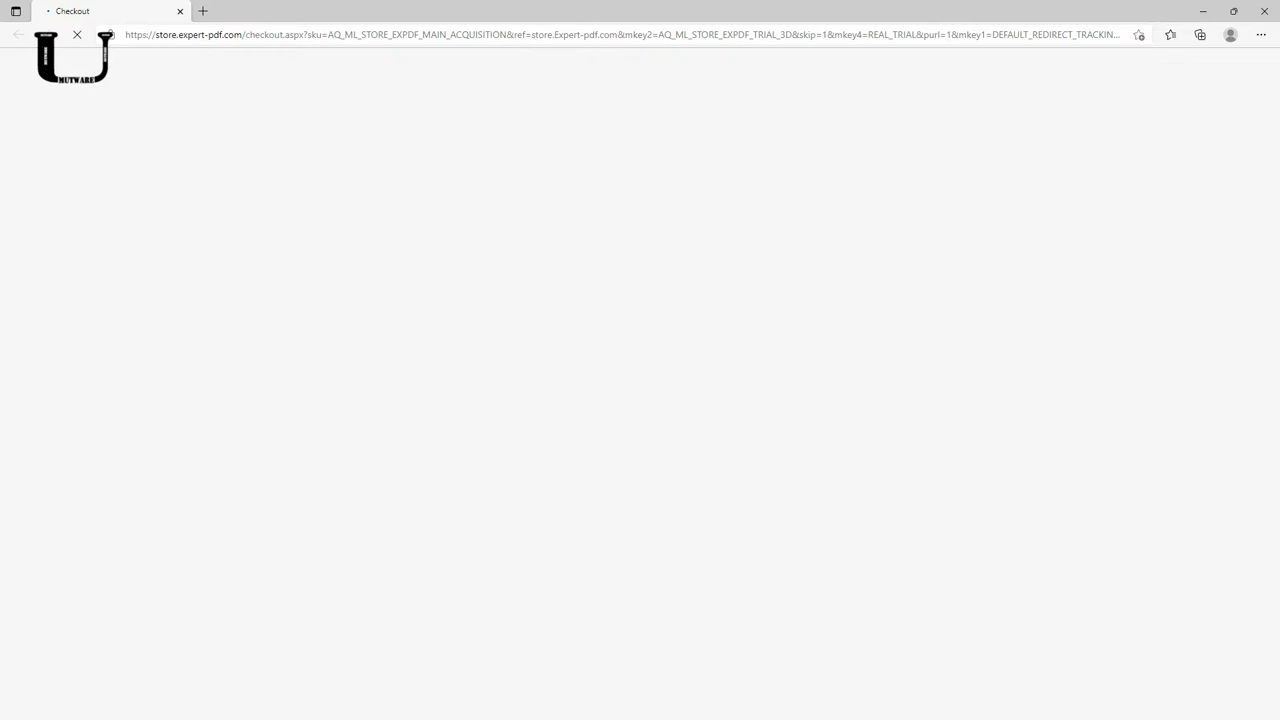 Checkout
https://store.expert-pdf.com/checkout.aspx?sku=AQ_ML_STORE_EXPDF_MAIN_ACQUISITION&ref=store.Expert-pdf.com&mkey2=AQ_ML_STORE_EXPDF_TRIAL_3D&skip=1&mkey4=REAL_TRIAL&purl=1&mkey1=DEFAULT_REDIRECT_TRACKIN...
MUTWARE